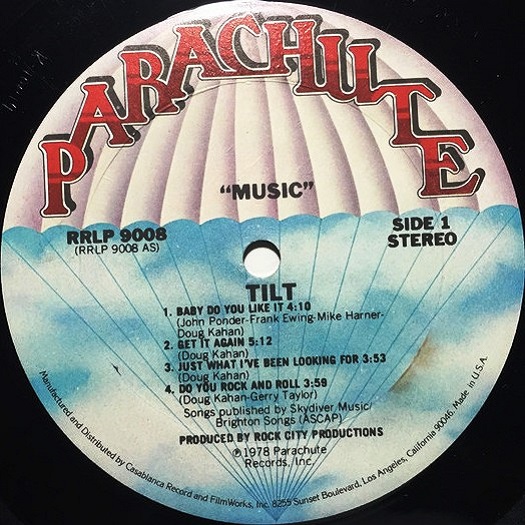 PARACHUTE
"MUSIC"
RRLP 9008
(RRLP 9008 AS)
SIDE 1
STEREO
TILT
1. BABY DO YOU LIKE IT 4:10
(John Ponder-Frank Ewing-Mike Harner-
Doug Kahan)
2. GET IT AGAIN 5:12
(Doug Kahan)
3. JUST WHAT I'VE BEEN LOOKING FOR 3:53
(Doug Kahan)
4. DO YOU ROCK AND ROLL 3:59
(Doug Kahan-Gerry Taylor)
Songs published by Skydiver Music/
Brighton Songs (ASCAP)
PRODUCED BY ROCK CITY PRODUCTIONS
℗1978 Parachute
Records, Inc.
Manufactured and Distributed by Casablanca Record and FilmWorks, Inc. 8255 Sunset Boulevard, Los Angeles, California 90046. Made in U.S.A.